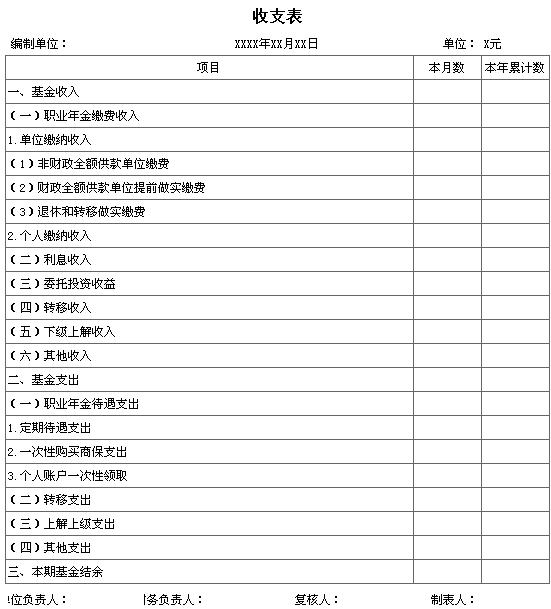 收支表
编制单位： XXXX年XX月XX日 单位： X元
项目 本月数 本年累计数
一、基金收入
（一）职业年金缴费收入
1.单位缴纳收入
（1）非财政全额供款单位缴费
（2）财政全额供款单位提前做实缴费
（3）退休和转移做实缴费
2.个人缴纳收入
（二）利息收入
（三）委托投资收益
（四）转移收入
（五）下级上解收入
（六）其他收入
二、基金支出
（一）职业年金待遇支出
1.定期待遇支出
2.一次性购买商保支出
3.个人账户一次性领取
（二）转移支出
（三）上解上级支出
（四）其他支出
三、本期基金结余
位负责人： 务负责人： 复核人： 制表人：